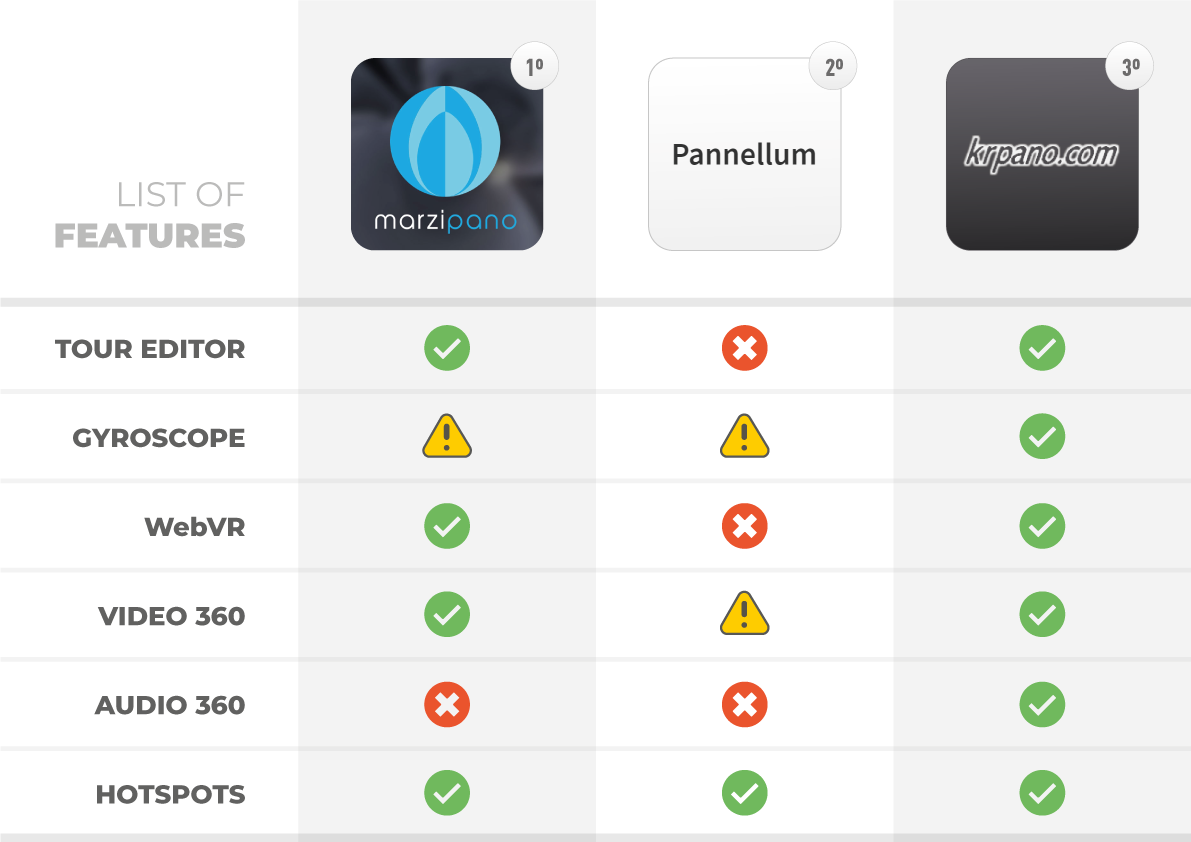 1º
2º
3º
marzipano
Pannellum
krpano.com
LIST OF
FEATURES
TOUR EDITOR
GYROSCOPE
WebVR
VIDEO 360
AUDIO 360
HOTSPOTS